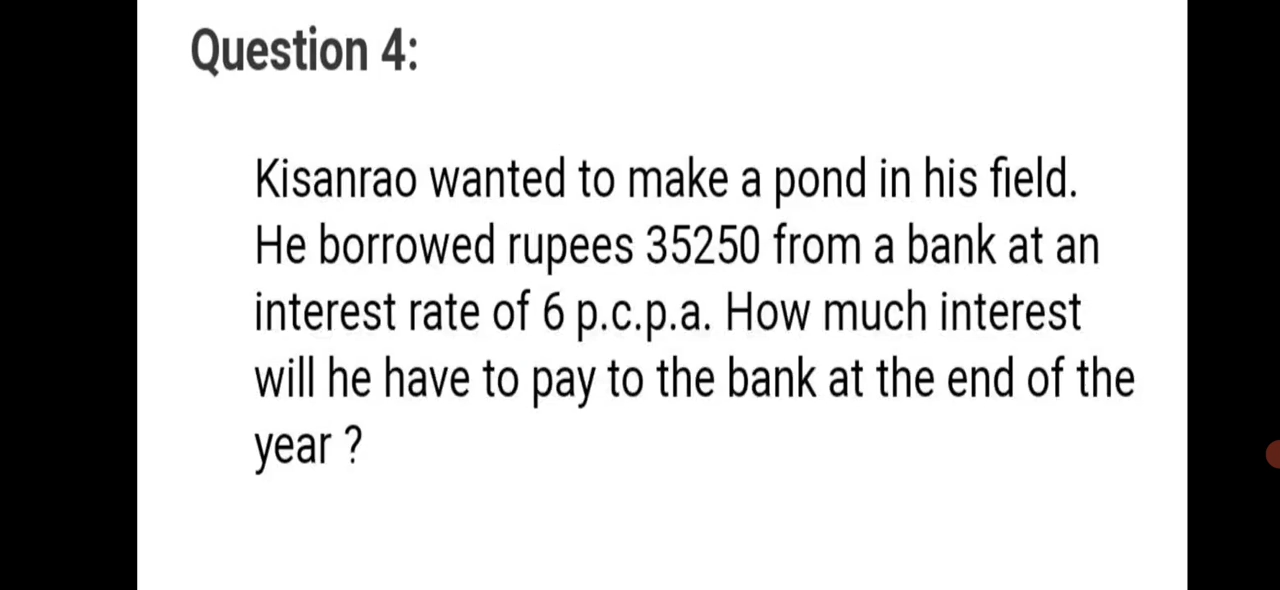 Question 4:
Kisanrao wanted to make a pond in his field.
He borrowed rupees 35250 from a bank at an
interest rate of 6 p.c.p.a. How much interest
will he have to pay to the bank at the end of the
year ?